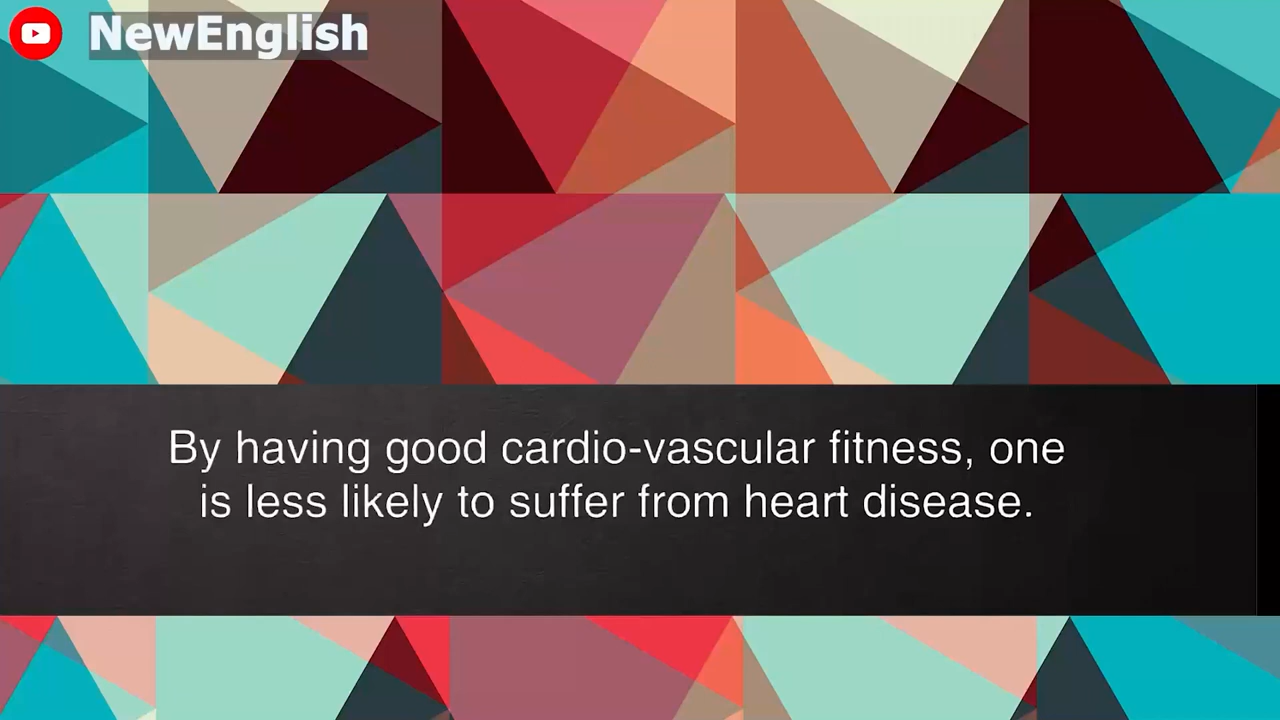 NewEnglish
By having good cardio-vascular fitness, one
is less likely to suffer from heart disease.